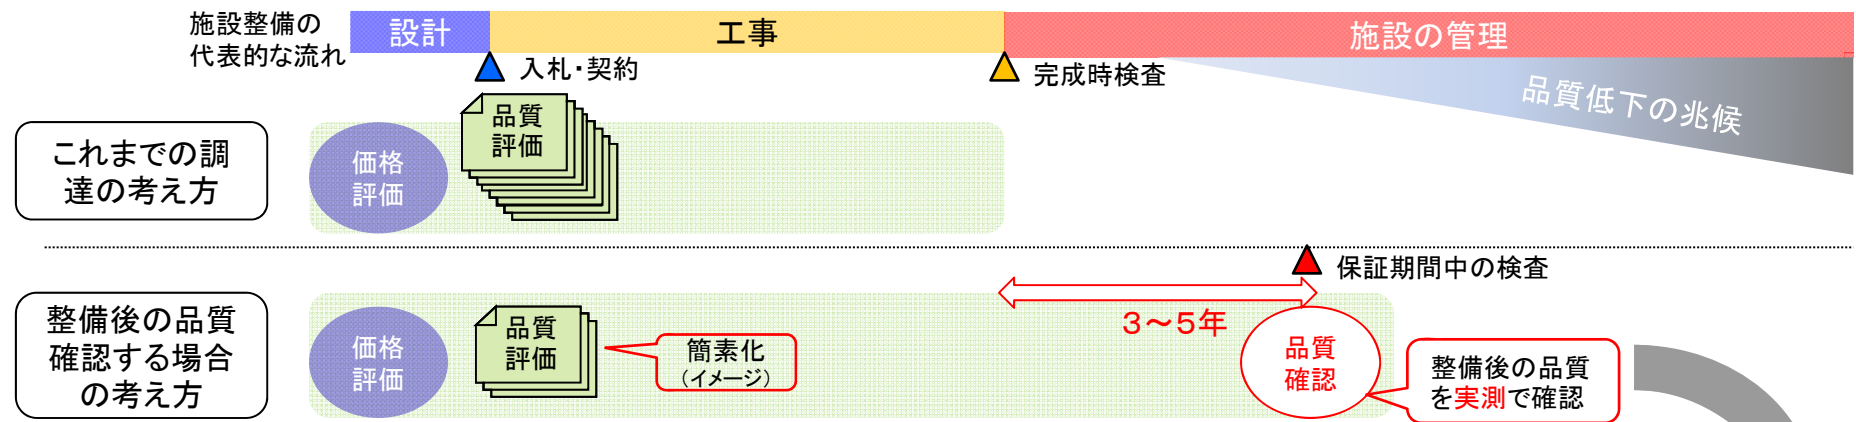 施設整備の
代表的な流れ
設計
工事
施設の管理
入札・契約
完成時検査
品質低下の兆候
これまでの調
達の考え方
価格
評価
品質
評価
保証期間中の検査
整備後の品質
確認する場合
の考え方
価格
評価
品質
評価
簡素化
（イメージ）
３～５年
品質
確認
整備後の品質
を実測で確認